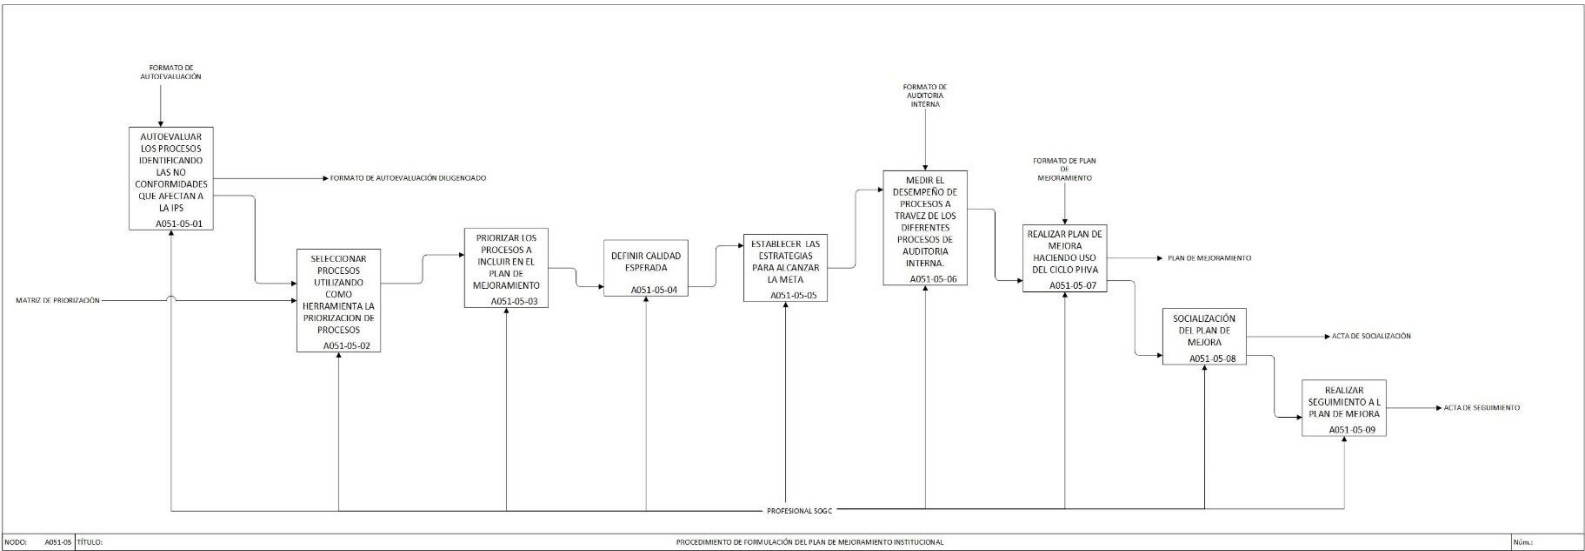 FORMATO DE
AUTOEVALUACIÓN
AUTOEVALUAR
LOS PROCESOS
IDENTIFICANDO
LAS NO
CONFORMIDADES
QUE AFECTAN A
LA IPS
A051-05-01
FORMATO DE AUTOEVALUACIÓN DILIGENCIADO
MATRIZ DE PRIORIZACIÓN
SELECCIONAR
PROCESOS
UTILIZANDO
COMO
HERRAMIENTA LA
PRIORIZACION DE
PROCESOS
A051-05-02
PRIORIZAR LOS
PROCESOS A
INCLUIR EN EL
PLAN DE
MEJORAMIENTO
A051-05-03
DEFINIR CALIDAD
ESPERADA
A051-05-04
ESTABLECER LAS
ESTRATEGIAS
PARA ALCANZAR
LA META
A051-05-05
FORMATO DE
AUDITORIA
INTERNA
MEDIR EL
DESEMPEÑO DE
PROCESOS A
TRAVEZ DE LOS
DIFERENTES
PROCESOS DE
AUDITORIA
INTERNA.
A051-05-06
FORMATO DE PLAN
DE
MEJORAMIENTO
REALIZAR PLAN DE
MEJORA
HACIENDO USO
DEL CICLO PHVA
A051-05-07
PLAN DE MEJORAMIENTO
SOCIALIZACIÓN
DEL PLAN DE
MEJORA
A051-05-08
ACTA DE SOCIALIZACIÓN
REALIZAR
SEGUIMIENTO A L
PLAN DE MEJORA
A051-05-09
ACTA DE SEGUIMIENTO
PROFESIONAL SOGC
NODO: A051-05 TÍTULO: PROCEDIMIENTO DE FORMULACIÓN DEL PLAN DE MEJORAMIENTO INSTITUCIONAL Núm.: